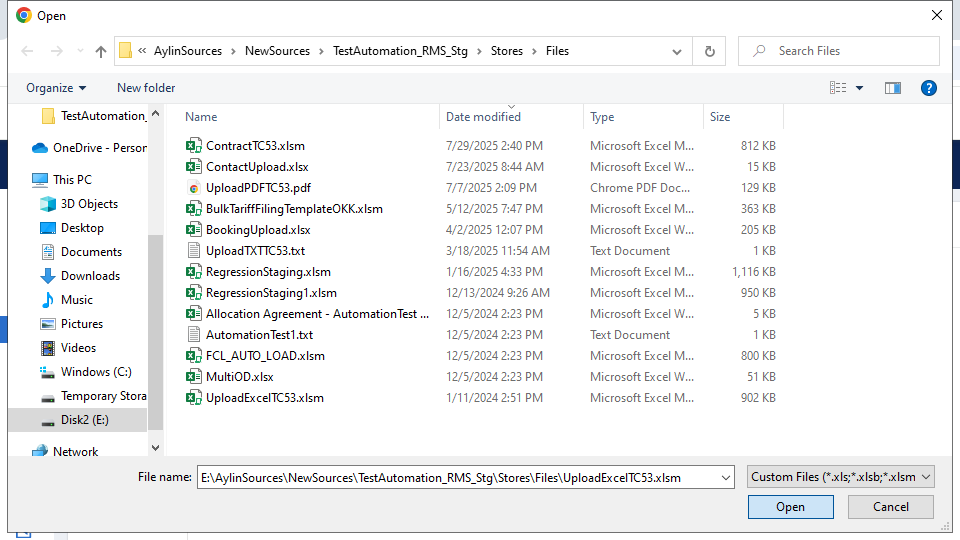 Open
« AylinSources > NewSources > TestAutomation_RMS_Stg > Stores > Files
Search Files
Organize New folder
TestAutomation_
OneDrive - Person
This PC
3D Objects
Desktop
Documents
Downloads
Music
Pictures
Videos
Windows (C:)
Temporary Stora
Disk2 (E:)
Network
Name Date modified Type Size
ContractTC53.xlsm 7/29/2025 2:40 PM Microsoft Excel M... 812 KB
ContactUpload.xlsx 7/23/2025 8:44 AM Microsoft Excel W... 15 KB
UploadPDFTC53.pdf 7/7/2025 2:09 PM Chrome PDF Doc... 129 KB
BulkTariffFilingTemplateOKK.xlsm 5/12/2025 7:47 PM Microsoft Excel M... 363 KB
BookingUpload.xlsx 4/2/2025 12:07 PM Microsoft Excel W... 205 KB
UploadTXTTC53.txt 3/18/2025 11:54 AM Text Document 1 KB
RegressionStaging.xlsm 1/16/2025 4:33 PM Microsoft Excel M... 1,116 KB
RegressionStaging1.xlsm 12/13/2024 9:26 AM Microsoft Excel M... 950 KB
Allocation Agreement - AutomationTest ... 12/5/2024 2:23 PM Microsoft Excel W... 5 KB
AutomationTest1.txt 12/5/2024 2:23 PM Text Document 1 KB
FCL_AUTO_LOAD.xlsm 12/5/2024 2:23 PM Microsoft Excel M... 800 KB
MultiOD.xlsx 12/5/2024 2:23 PM Microsoft Excel W... 51 KB
UploadExcelTC53.xlsm 1/11/2024 2:51 PM Microsoft Excel M... 902 KB
File name: E:\AylinSources\NewSources\TestAutomation_RMS_Stg\Stores\Files\UploadExcelTC53.xlsm Custom Files (*.xls;*.xlsb;*.xlsm
Open Cancel